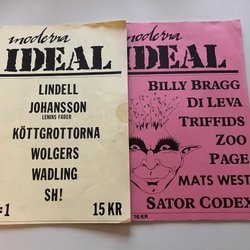 moderna
IDEAL
LINDELL
JOHANSSON
LENINS FADER
KÖTTGROTTORNA
WOLGERS
WADLING
SH!
=1
15 KR
moderna
IDEAL
BILLY BRAGG
DI LEVA
TRIFFIDS
ZOO
PAGE
MATS WEST
SATOR CODEX
16 KR